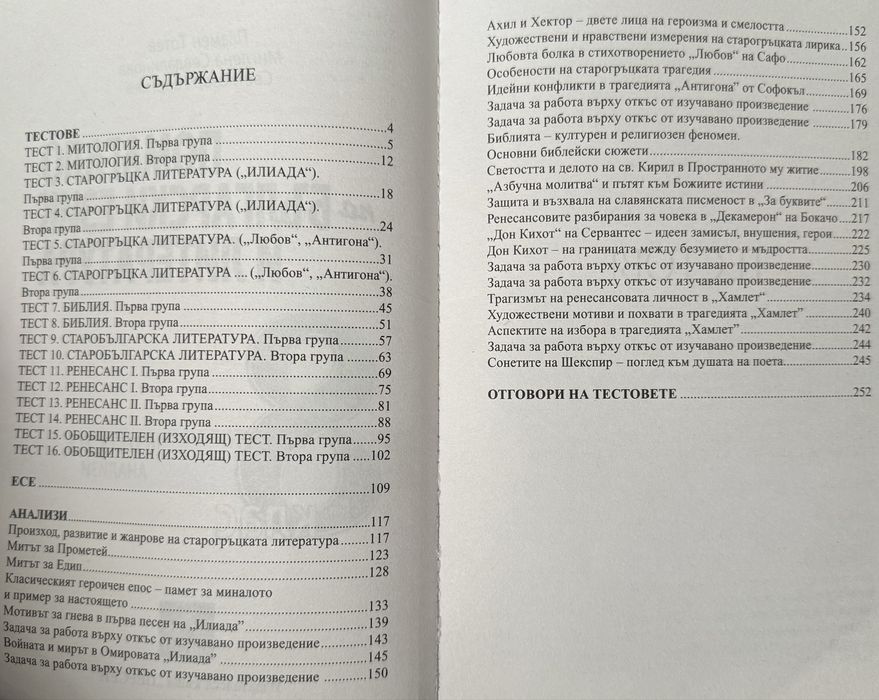 СЪДЪРЖАНИЕ
ТЕСТОВЕ ..... 4
ТЕСТ 1. МИТОЛОГИЯ. Първа група ..... 5
ТЕСТ 2. МИТОЛОГИЯ. Втора група ..... 12
ТЕСТ 3. СТАРОГРЪЦКА ЛИТЕРАТУРА („ИЛИАДА“).
Първа група ..... 18
ТЕСТ 4. СТАРОГРЪЦКА ЛИТЕРАТУРА („ИЛИАДА“).
Втора група ..... 24
ТЕСТ 5. СТАРОГРЪЦКА ЛИТЕРАТУРА. („Любов“, „Антигона“).
Първа група ..... 31
ТЕСТ 6. СТАРОГРЪЦКА ЛИТЕРАТУРА .... („Любов“, „Антигона“).
Втора група ..... 38
ТЕСТ 7. БИБЛИЯ. Първа група ..... 45
ТЕСТ 8. БИБЛИЯ. Втора група ..... 51
ТЕСТ 9. СТАРОБЪЛГАРСКА ЛИТЕРАТУРА. Първа група ..... 57
ТЕСТ 10. СТАРОБЪЛГАРСКА ЛИТЕРАТУРА. Втора група ..... 63
ТЕСТ 11. РЕНЕСАНС I. Първа група ..... 69
ТЕСТ 12. РЕНЕСАНС I. Втора група ..... 75
ТЕСТ 13. РЕНЕСАНС II. Първа група ..... 81
ТЕСТ 14. РЕНЕСАНС II. Втора група ..... 88
ТЕСТ 15. ОБОБЩИТЕЛЕН (ИЗХОДЯЩ) ТЕСТ. Първа група ..... 95
ТЕСТ 16. ОБОБЩИТЕЛЕН (ИЗХОДЯЩ) ТЕСТ. Втора група ..... 102
ЕСЕ ..... 109
АНАЛИЗИ ..... 117
Произход, развитие и жанрове на старогръцката литература ..... 117
Митът за Прометей ..... 123
Митът за Едип ..... 128
Класическият героичен епос – памет за миналото
и пример за настоящето ..... 133
Мотивът за гнева в първа песен на „Илиада“ ..... 139
Задача за работа върху откъс от изучавано произведение ..... 143
Войната и мирът в Омировата „Илиада“ ..... 145
Задача за работа върху откъс от изучавано произведение ..... 150
Ахил и Хектор – двете лица на героизма и смелостта ..... 152
Художествени и нравствени измерения на старогръцката лирика ..... 156
Любовта болка в стихотворението „Любов“ на Сафо ..... 162
Особености на старогръцката трагедия ..... 165
Идейни конфликти в трагедията „Антигона“ от Софокъл ..... 169
Задача за работа върху откъс от изучавано произведение ..... 176
Задача за работа върху откъс от изучавано произведение ..... 179
Библията – културен и религиозен феномен.
Основни библейски сюжети ..... 182
Светостта и делото на св. Кирил в Пространното му житие ..... 198
„Азбучна молитва“ и пътят към Божиите истини ..... 206
Защита и възхвала на славянската писменост в „За буквите“ ..... 211
Ренесансовите разбирания за човека в „Декамерон“ на Бокачо ..... 217
„Дон Кихот“ на Сервантес – идеен замисъл, внушения, герои ..... 222
Дон Кихот – на границата между безумието и мъдростта ..... 225
Задача за работа върху откъс от изучавано произведение ..... 230
Задача за работа върху откъс от изучавано произведение ..... 232
Трагизмът на ренесансовата личност в „Хамлет“ ..... 234
Художествени мотиви и похвати в трагедията „Хамлет“ ..... 240
Аспектите на избора в трагедията „Хамлет“ ..... 242
Задача за работа върху откъс от изучавано произведение ..... 244
Сонетите на Шекспир – поглед към душата на поета ..... 245
ОТГОВОРИ НА ТЕСТОВЕТЕ ..... 252